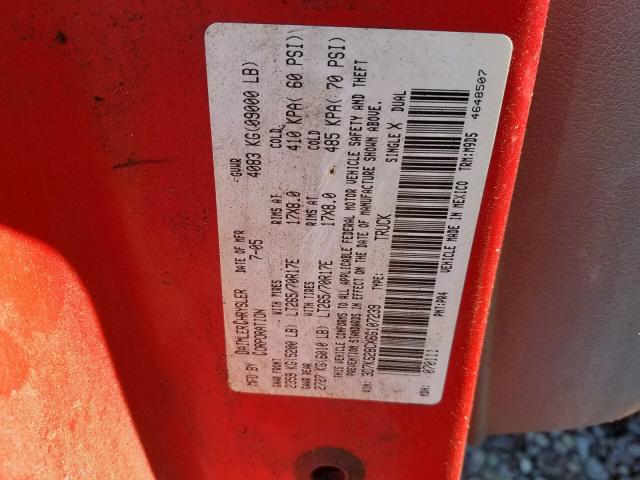 MFD BY DAIMLERCHRYSLER CORPORATION DATE OF MFR 7-05 GVWR 4083 KG(09000 LB)
GAWR FRONT WITH TIRES RIMS AT COLD
2359 KG(5200 LB) LT265/70R17E 17X8.0 410 KPA( 60 PSI)
GAWR REAR WITH TIRES RIMS AT COLD
2727 KG(6010 LB) LT265/70R17E 17X8.0 485 KPA( 70 PSI)
THIS VEHICLE CONFORMS TO ALL APPLICABLE FEDERAL MOTOR VEHICLE SAFETY AND THEFT
PREVENTION STANDARDS IN EFFECT ON THE DATE OF MANUFACTURE SHOWN ABOVE.
VIN: 3D7KS28C TYPE: TRUCK SINGLE X DUAL
MDH: 070111 PNT:PR4 VEHICLE MADE IN MEXICO TRM:M9D5
4648507